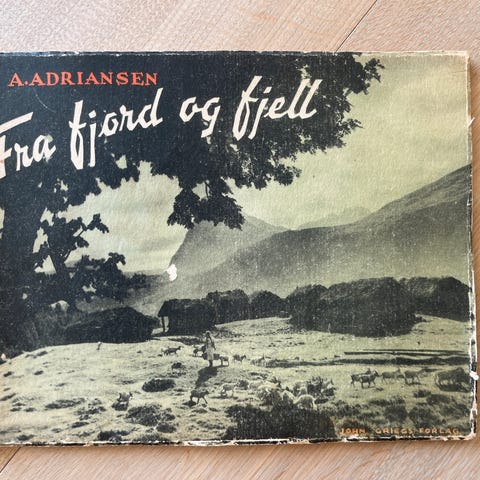 A. ADRIANSEN
Fra fjord og fjell
JOHN GRIEGS FORLAG